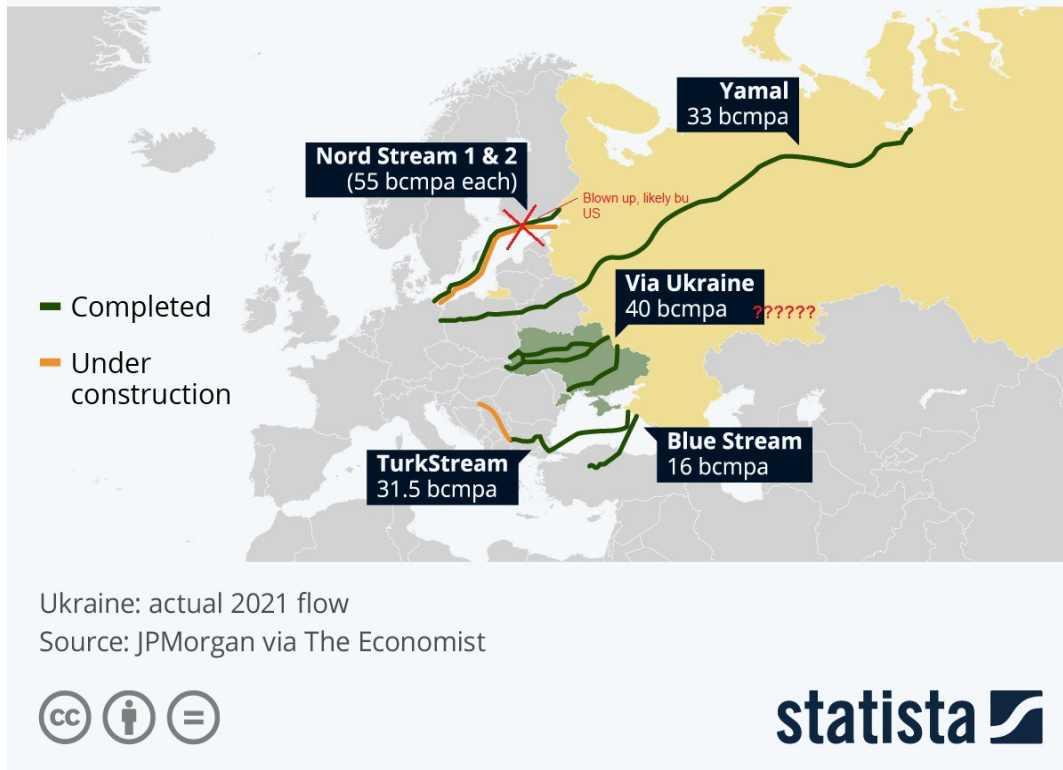 Yamal
33 bcmpa
Nord Stream 1 & 2
(55 bcmpa each)
Blown up, likely bu
US
Via Ukraine
40 bcmpa
??????
Completed
Under
construction
TurkStream
31.5 bcmpa
Blue Stream
16 bcmpa
Ukraine: actual 2021 flow
Source: JPMorgan via The Economist
cc
statista